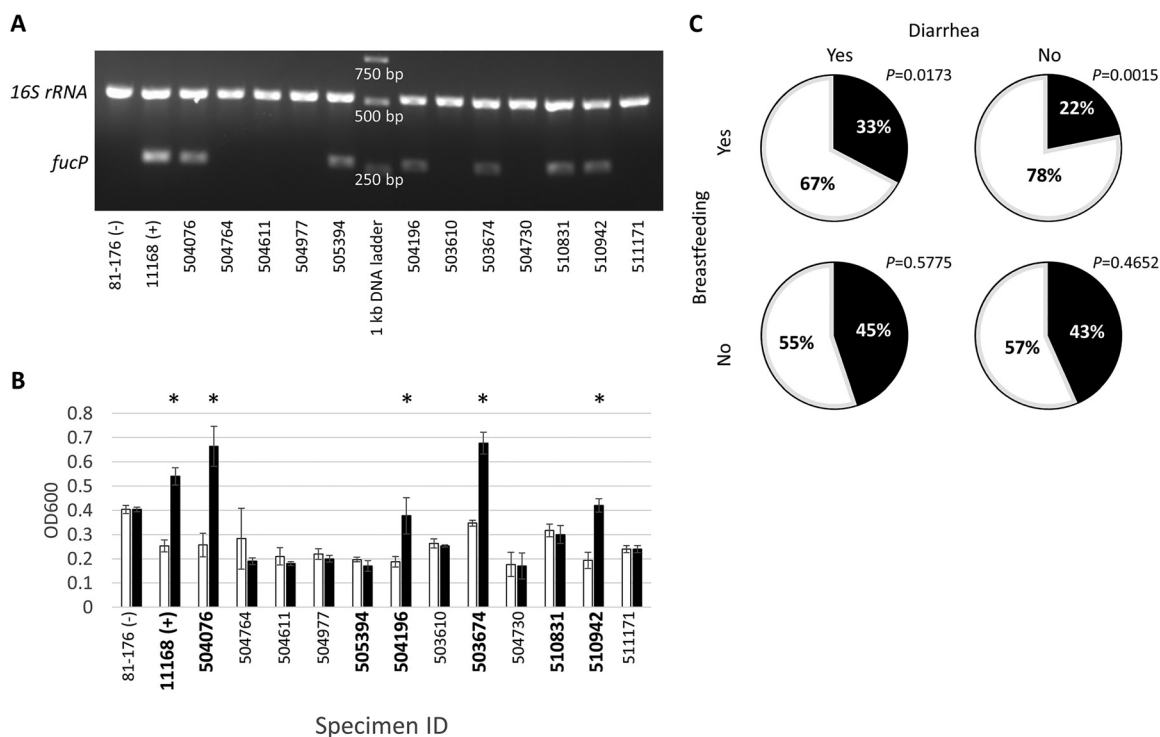 A
16S rRNA
fucP
750 bp
500 bp
250 bp
81-176 (-)
11168 (+)
504076
504764
504611
504977
505394
1 kb DNA ladder
504196
503610
503674
504730
510831
510942
511171
B
* * * * *
OD600
0.8
0.7
0.6
0.5
0.4
0.3
0.2
0.1
0
81-176 (-)
11168 (+)
504076
504764
504611
504977
505394
504196
503610
503674
504730
510831
510942
511171
Specimen ID
C
Diarrhea
Yes
No
Breastfeeding
Yes
No
P=0.0173
33%
67%
P=0.0015
22%
78%
P=0.5775
45%
55%
P=0.4652
43%
57%